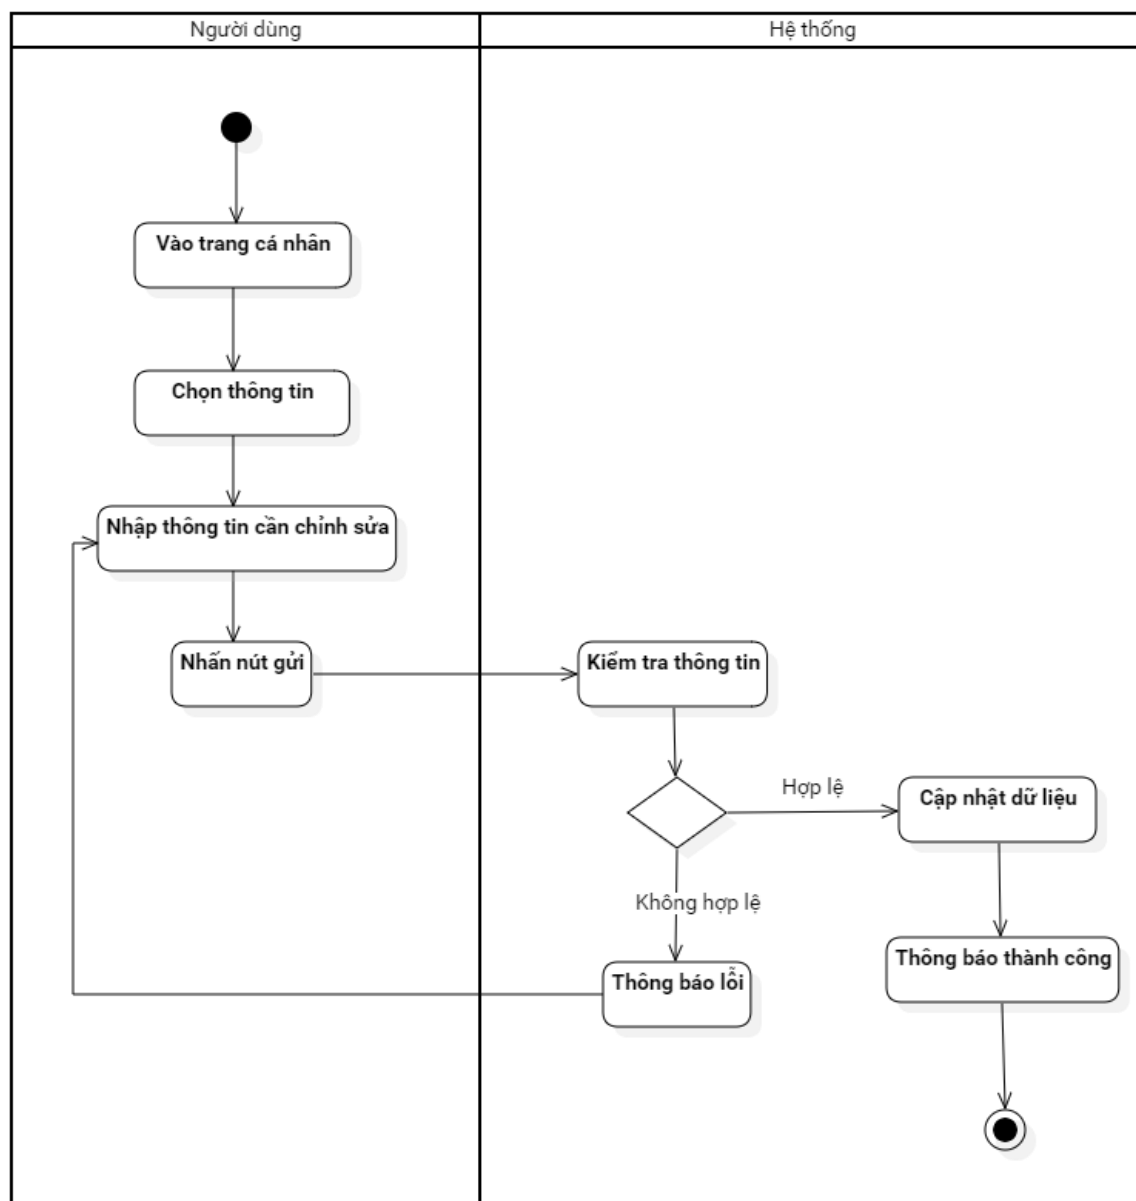 Người dùng
Hệ thống
Vào trang cá nhân
Chọn thông tin
Nhập thông tin cần chỉnh sửa
Nhấn nút gửi
Kiểm tra thông tin
Hợp lệ
Cập nhật dữ liệu
Không hợp lệ
Thông báo lỗi
Thông báo thành công